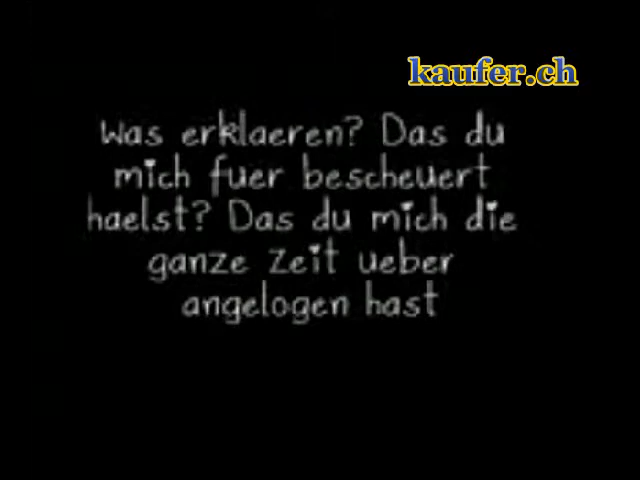 kaufer.ch
Was erklaeren? Das du
mich fuer bescheuert
haelst? Das du mich die
ganze Zeit ueber
angelogen hast